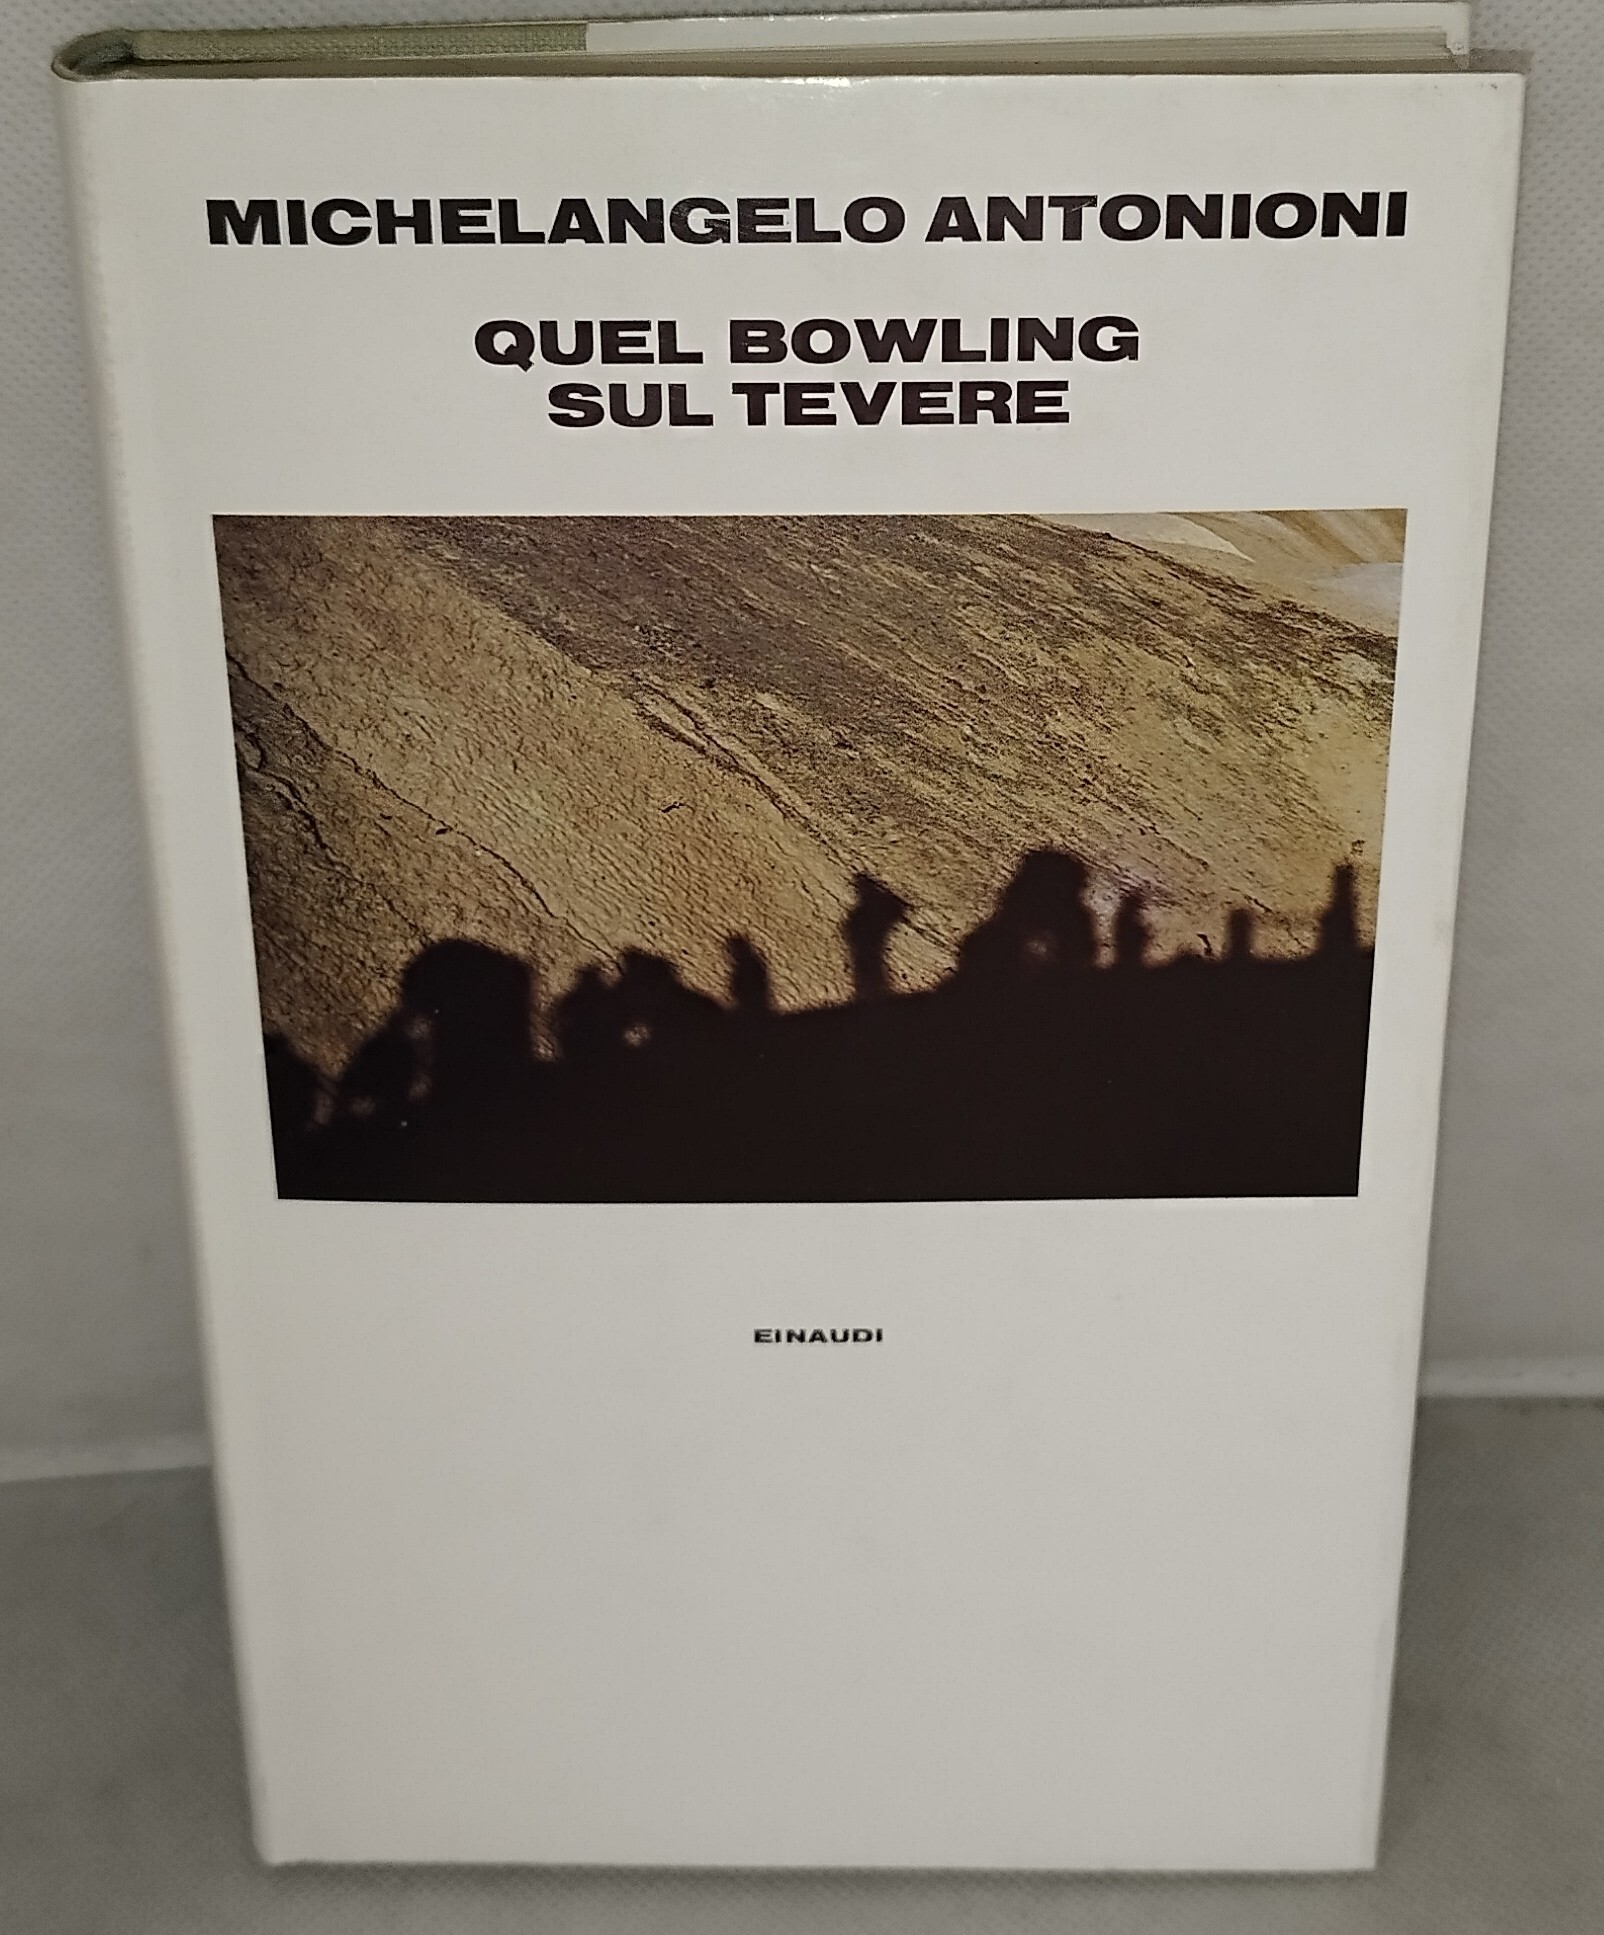 MICHELANGELO ANTONIONI
QUEL BOWLING
SUL TEVERE
EINAUDI